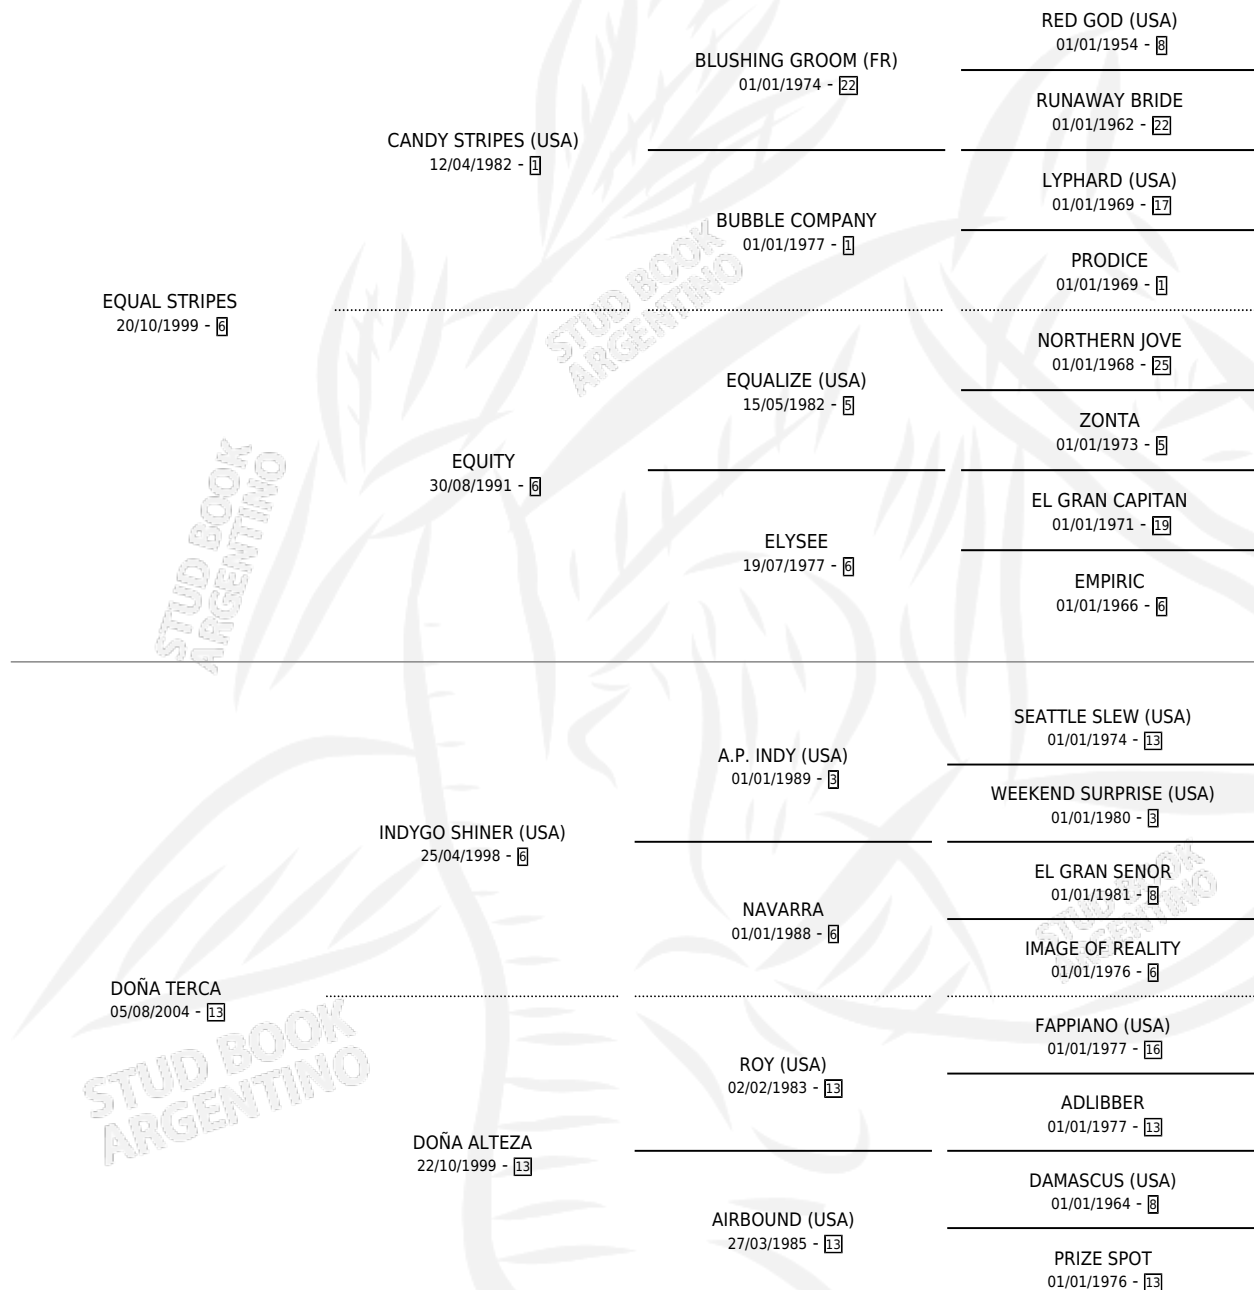 RED GOD (USA)
01/01/1954 - 8
BLUSHING GROOM (FR)
01/01/1974 - 22
RUNAWAY BRIDE
01/01/1962 - 22
CANDY STRIPES (USA)
12/04/1982 - 1
LYPHARD (USA)
01/01/1969 - 17
BUBBLE COMPANY
01/01/1977 - 1
PRODICE
01/01/1969 - 1
EQUAL STRIPES
20/10/1999 - 6
STUD BOOK
ARGENTINO
NORTHERN JOVE
01/01/1968 - 25
EQUALIZE (USA)
15/05/1982 - 5
ZONTA
01/01/1973 - 5
EQUITY
30/08/1991 - 6
EL GRAN CAPITAN
01/01/1971 - 19
ELYSEE
19/07/1977 - 6
EMPIRIC
01/01/1966 - 6
STUD BOOK
ARGENTINO
SEATTLE SLEW (USA)
01/01/1974 - 13
A.P. INDY (USA)
01/01/1989 - 3
WEEKEND SURPRISE (USA)
01/01/1980 - 3
INDYGO SHINER (USA)
25/04/1998 - 6
EL GRAN SENOR
01/01/1981 - 8
STUD BOOK
ARGENTINO
NAVARRA
01/01/1988 - 6
IMAGE OF REALITY
01/01/1976 - 6
DOÑA TERCA
05/08/2004 - 13
STUD BOOK
ARGENTINO
FAPPIANO (USA)
01/01/1977 - 16
ROY (USA)
02/02/1983 - 13
ADLIBBER
01/01/1977 - 13
DOÑA ALTEZA
22/10/1999 - 13
DAMASCUS (USA)
01/01/1964 - 8
AIRBOUND (USA)
27/03/1985 - 13
PRIZE SPOT
01/01/1976 - 13